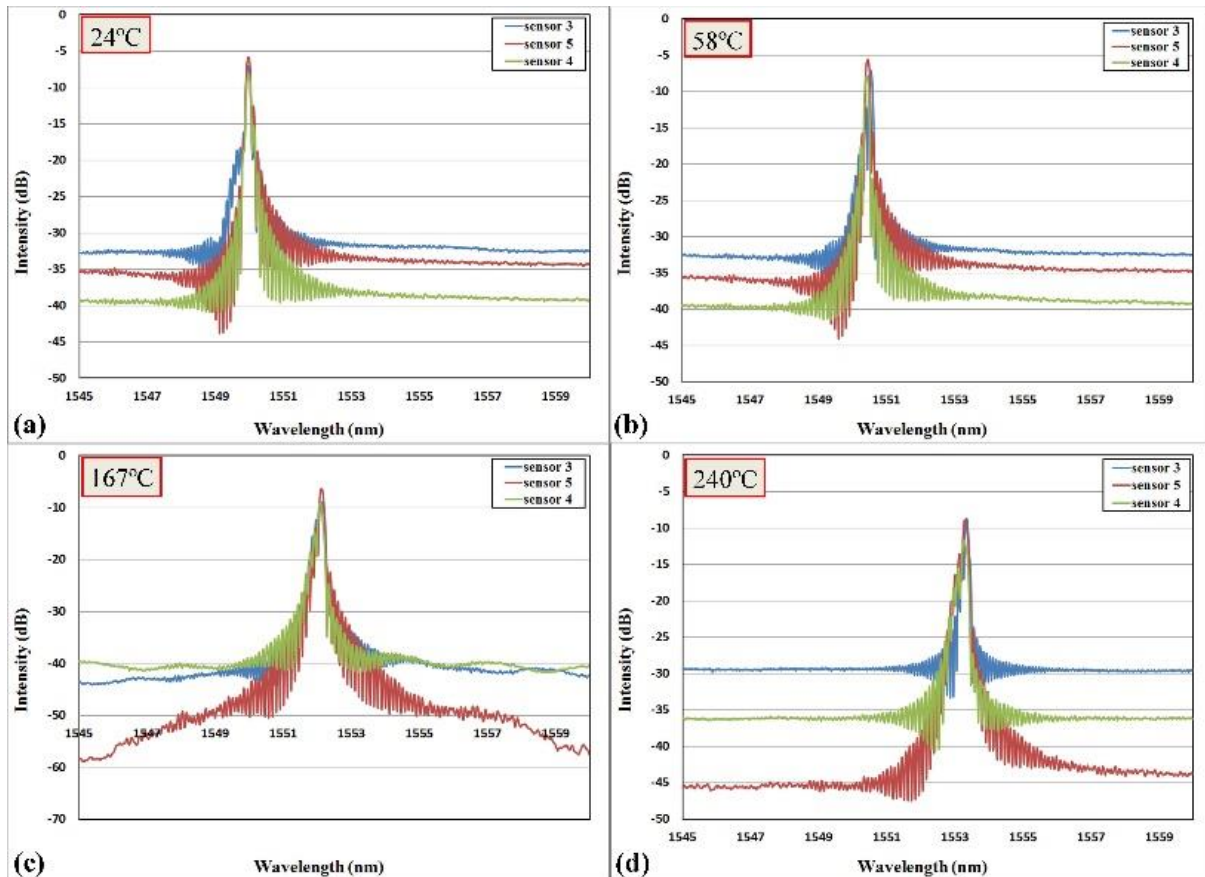 24ºC
sensor 3
sensor 5
sensor 4
0
-5
-10
-15
-20
-25
-30
-35
-40
-45
-50
Intensity (dB)
1545 1547 1549 1551 1553 1555 1557 1559
Wavelength (nm)
(a)
58ºC
sensor 3
sensor 5
sensor 4
0
-5
-10
-15
-20
-25
-30
-35
-40
-45
-50
Intensity (dB)
1545 1547 1549 1551 1553 1555 1557 1559
Wavelength (nm)
(b)
167ºC
sensor 3
sensor 5
sensor 4
0
-10
-20
-30
-40
-50
-60
-70
Intensity (dB)
1545 1547 1549 1551 1553 1555 1557 1559
Wavelength (nm)
(c)
240ºC
sensor 3
sensor 5
sensor 4
0
-5
-10
-15
-20
-25
-30
-35
-40
-45
-50
Intensity (dB)
1545 1547 1549 1551 1553 1555 1557 1559
Wavelength (nm)
(d)